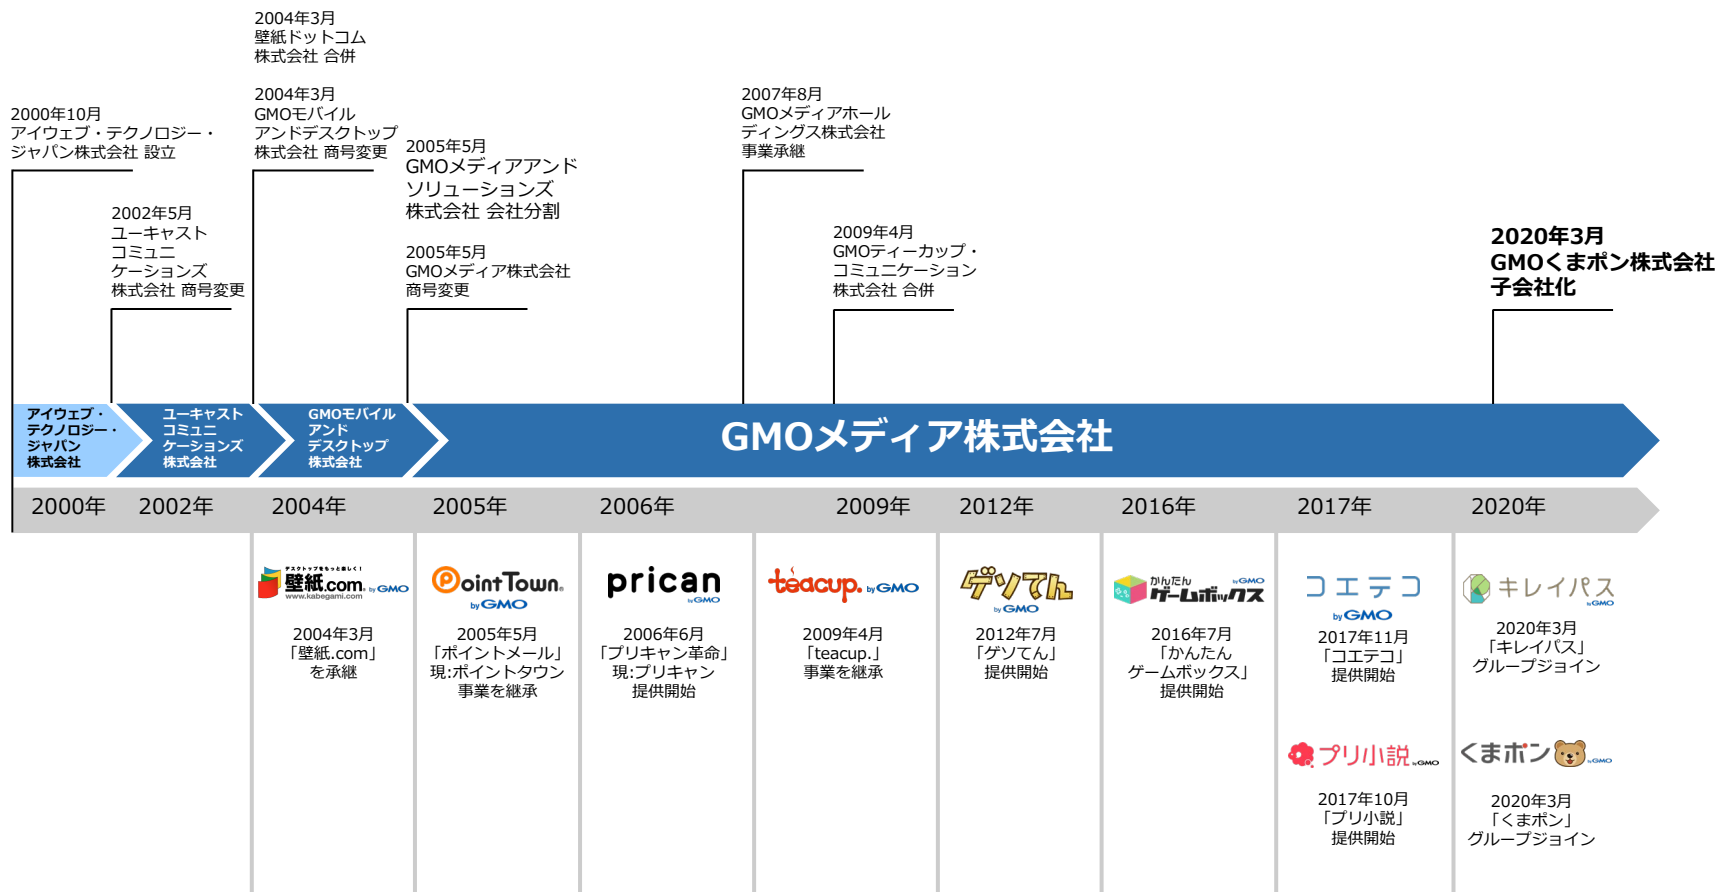 2004年3月
壁紙ドットコム
株式会社 合併
2004年3月
GMOモバイル
アンドデスクトップ
株式会社 商号変更
2000年10月
アイウェブ・テクノロジー・
ジャパン株式会社 設立
2002年5月
ユーキャスト
コミュニ
ケーションズ
株式会社 商号変更
2005年5月
GMOメディアアンド
ソリューションズ
株式会社 会社分割
2005年5月
GMOメディア株式会社
商号変更
2007年8月
GMOメディアホール
ディングス株式会社
事業承継
2009年4月
GMOティーカップ・
コミュニケーション
株式会社 合併
2020年3月
GMOくまポン株式会社
子会社化
アイウェブ・
テクノロジー・
ジャパン
株式会社
ユーキャスト
コミュニ
ケーションズ
株式会社
GMOモバイル
アンド
デスクトップ
株式会社
GMOメディア株式会社
2000年 2002年 2004年 2005年 2006年 2009年 2012年 2016年 2017年 2020年
デスクトップをもっと楽しく!
壁紙.com. by GMO
www.kabegami.com
2004年3月
「壁紙.com」
を承継
PointTown.
by GMO
2005年5月
「ポイントメール」
現:ポイントタウン
事業を継承
prican
by GMO
2006年6月
「プリキャン革命」
現:プリキャン
提供開始
teacup. by GMO
2009年4月
「teacup.」
事業を継承
ゲソてん
by GMO
2012年7月
「ゲソてん」
提供開始
かんたん by GMO
ゲームボックス
2016年7月
「かんたん
ゲームボックス」
提供開始
コエテコ
by GMO
2017年11月
「コエテコ」
提供開始
プリ小説 by GMO
2017年10月
「プリ小説」
提供開始
キレイパス
by GMO
2020年3月
「キレイパス」
グループジョイン
くまポン by GMO
2020年3月
「くまポン」
グループジョイン